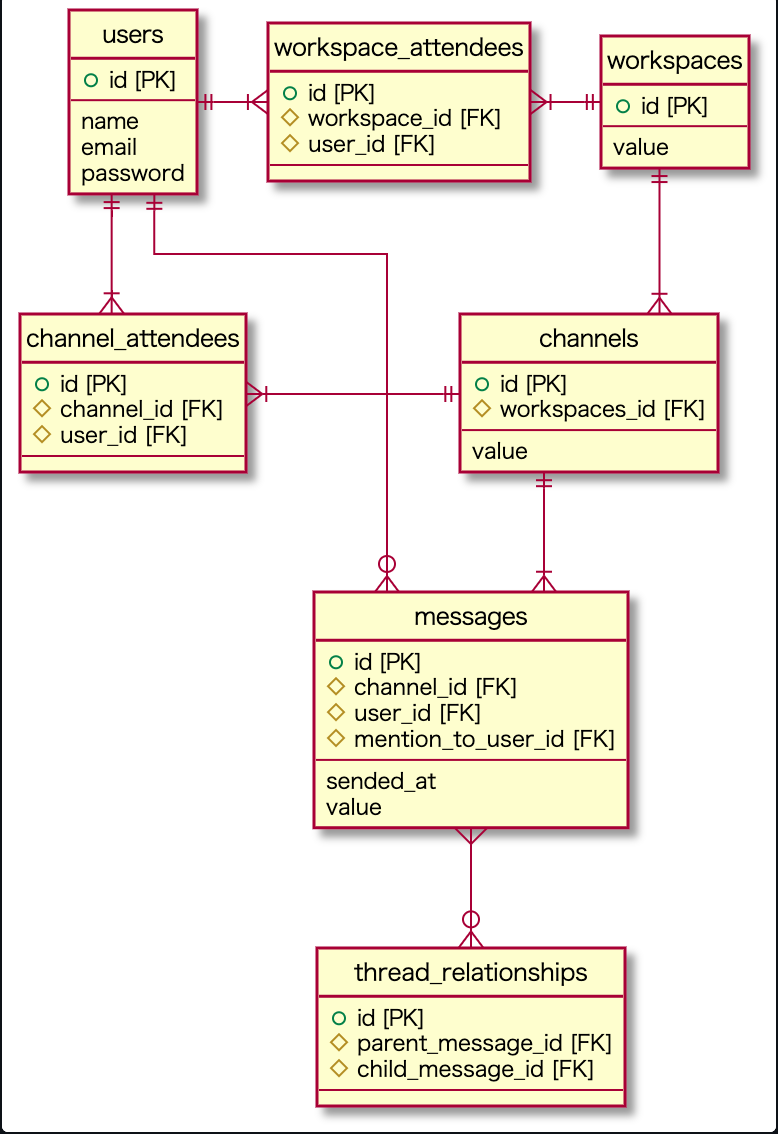 users
id [PK]
name
email
password
workspace_attendees
id [PK]
workspace_id [FK]
user_id [FK]
workspaces
id [PK]
value
channel_attendees
id [PK]
channel_id [FK]
user_id [FK]
channels
id [PK]
workspaces_id [FK]
value
messages
id [PK]
channel_id [FK]
user_id [FK]
mention_to_user_id [FK]
sended_at
value
thread_relationships
id [PK]
parent_message_id [FK]
child_message_id [FK]